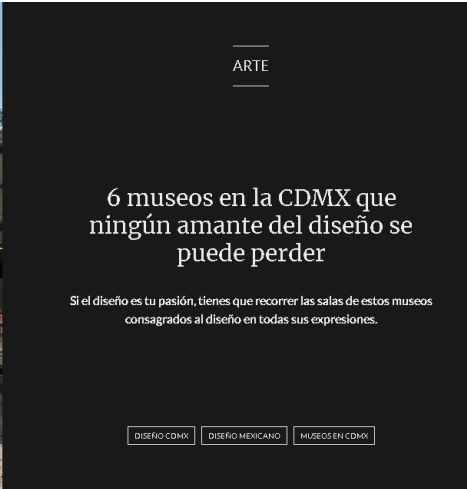 ARTE
6 museos en la CDMX que
ningún amante del diseño se
puede perder
Si el diseño es tu pasión, tienes que recorrer las salas de estos museos
consagrados al diseño en todas sus expresiones.
DISEÑO CDMX
DISEÑO MEXICANO
MUSEOS EN CDMX